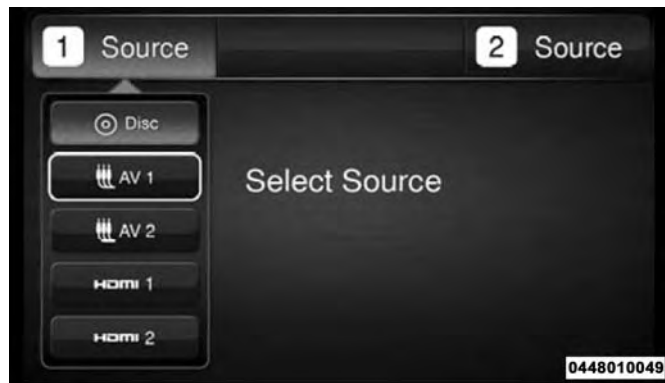 1 Source
2 Source
Disc
AV 1
Select Source
AV 2
HDMI 1
HDMI 2
0448010049